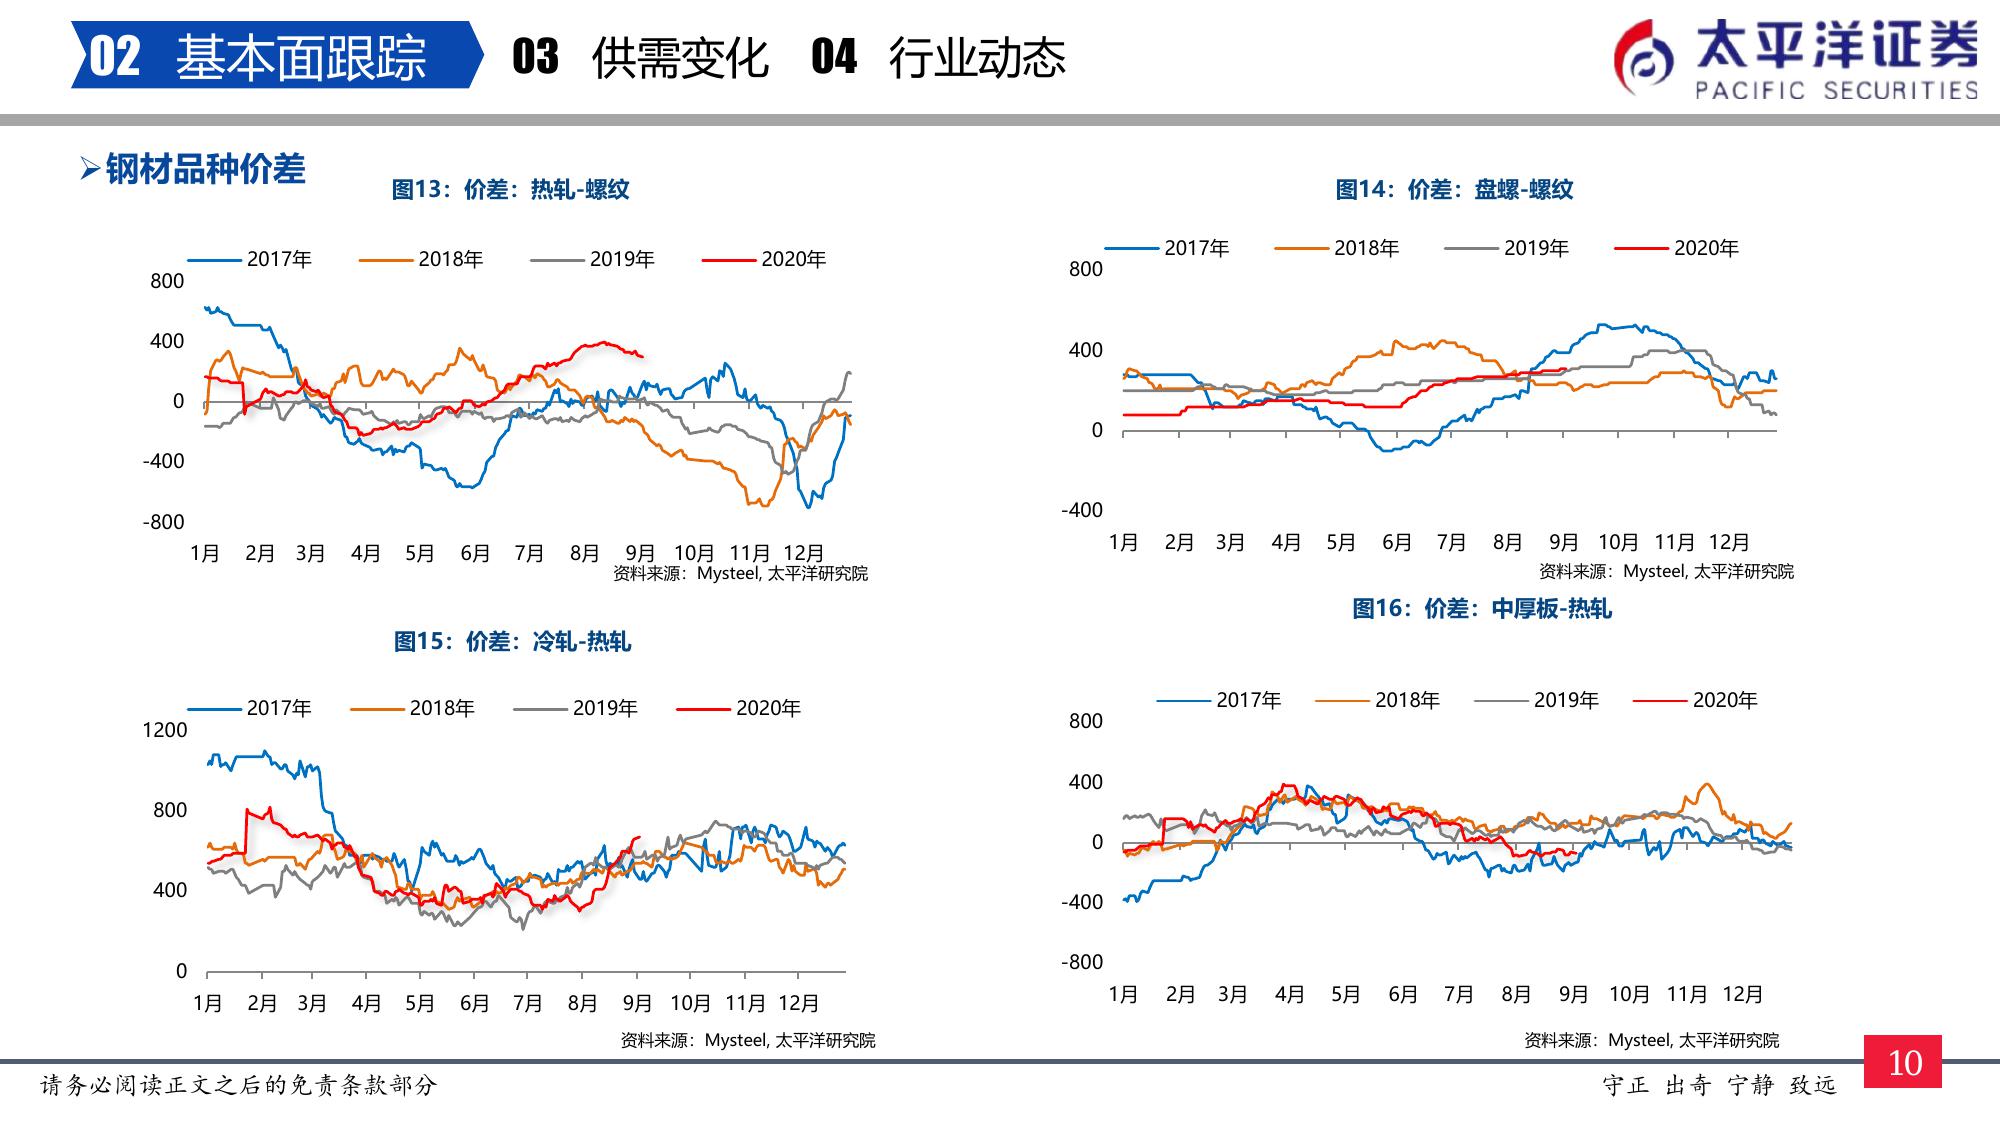 02 基本面跟踪 03 供需变化 04 行业动态
太平洋证券
PACIFIC SECURITIES
➢钢材品种价差
图13：价差：热轧-螺纹
2017年 2018年 2019年 2020年
800
400
0
-400
-800
1月 2月 3月 4月 5月 6月 7月 8月 9月 10月 11月 12月
资料来源：Mysteel, 太平洋研究院
图14：价差：盘螺-螺纹
2017年 2018年 2019年 2020年
800
400
0
-400
1月 2月 3月 4月 5月 6月 7月 8月 9月 10月 11月 12月
资料来源：Mysteel, 太平洋研究院
图15：价差：冷轧-热轧
2017年 2018年 2019年 2020年
1200
800
400
0
1月 2月 3月 4月 5月 6月 7月 8月 9月 10月 11月 12月
资料来源：Mysteel, 太平洋研究院
图16：价差：中厚板-热轧
2017年 2018年 2019年 2020年
800
400
0
-400
-800
1月 2月 3月 4月 5月 6月 7月 8月 9月 10月 11月 12月
资料来源：Mysteel, 太平洋研究院
请务必阅读正文之后的免责条款部分
守正 出奇 宁静 致远
10